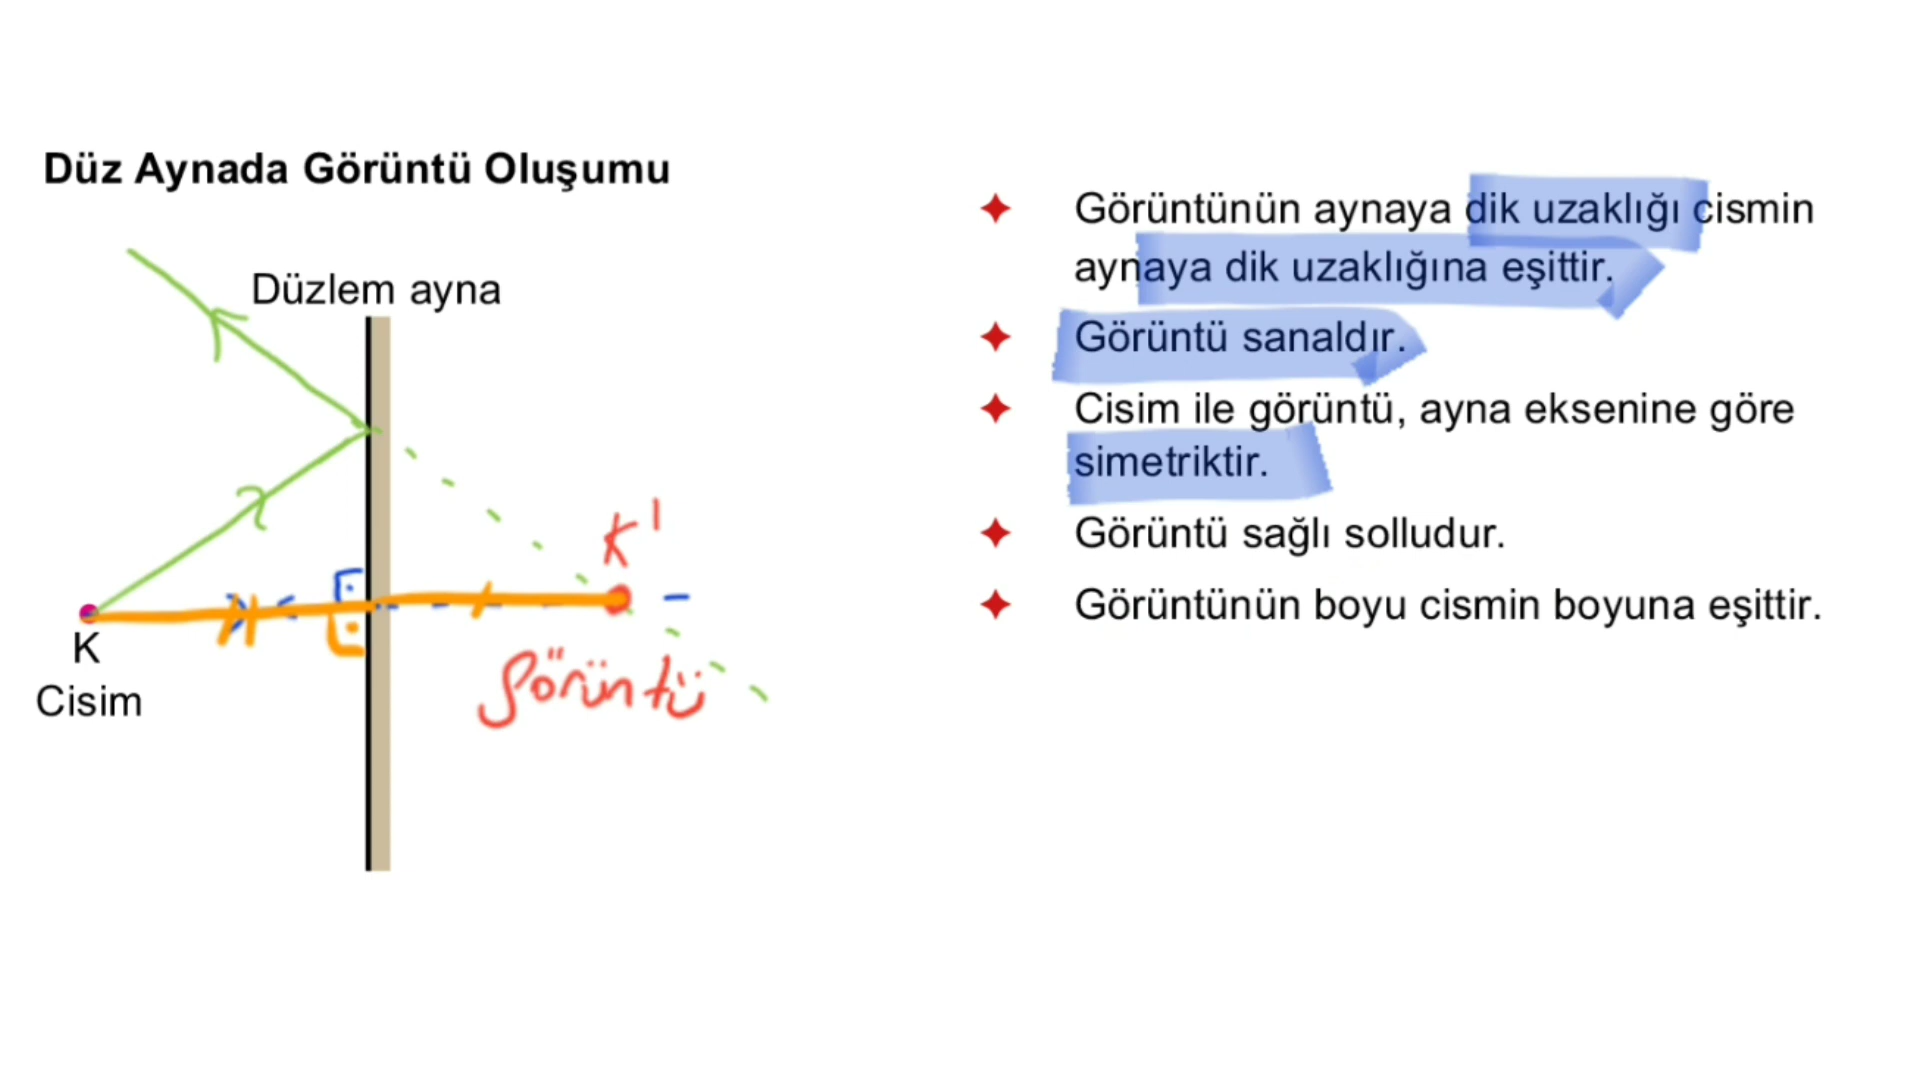 Düz Aynada Görüntü Oluşumu
Düzlem ayna
K
Cisim
K'
görüntü
Görüntünün aynaya dik uzaklığı cismin
aynaya dik uzaklığına eşittir.
Görüntü sanaldır.
Cisim ile görüntü, ayna eksenine göre
simetriktir.
Görüntü sağlı solludur.
Görüntünün boyu cismin boyuna eşittir.